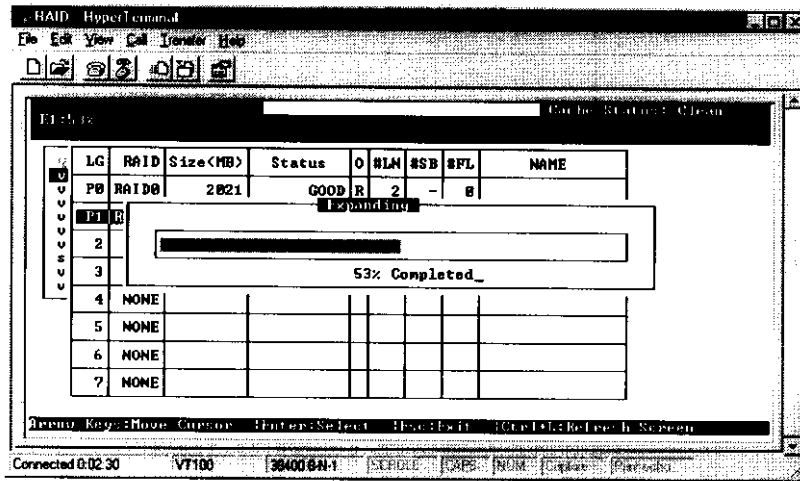 RAID HyperTerminal
File Edit View Call Transfer Help
Cache Status: Clean
E1:53%
LG RAID Size(MB) Status O #LN #SB #FL NAME
P0 RAID0 2021 GOOD R 2 - 0
Expanding
P1 R
2
3
53% Completed_
4 NONE
5 NONE
6 NONE
7 NONE
Keys:Move Cursor |Enter:Select |Esc:Exit |Ctrl+L:Refresh Screen
Connected 0:02:30 VT100 38400 8-N-1 SCROLL CAPS NUM Capture Print echo